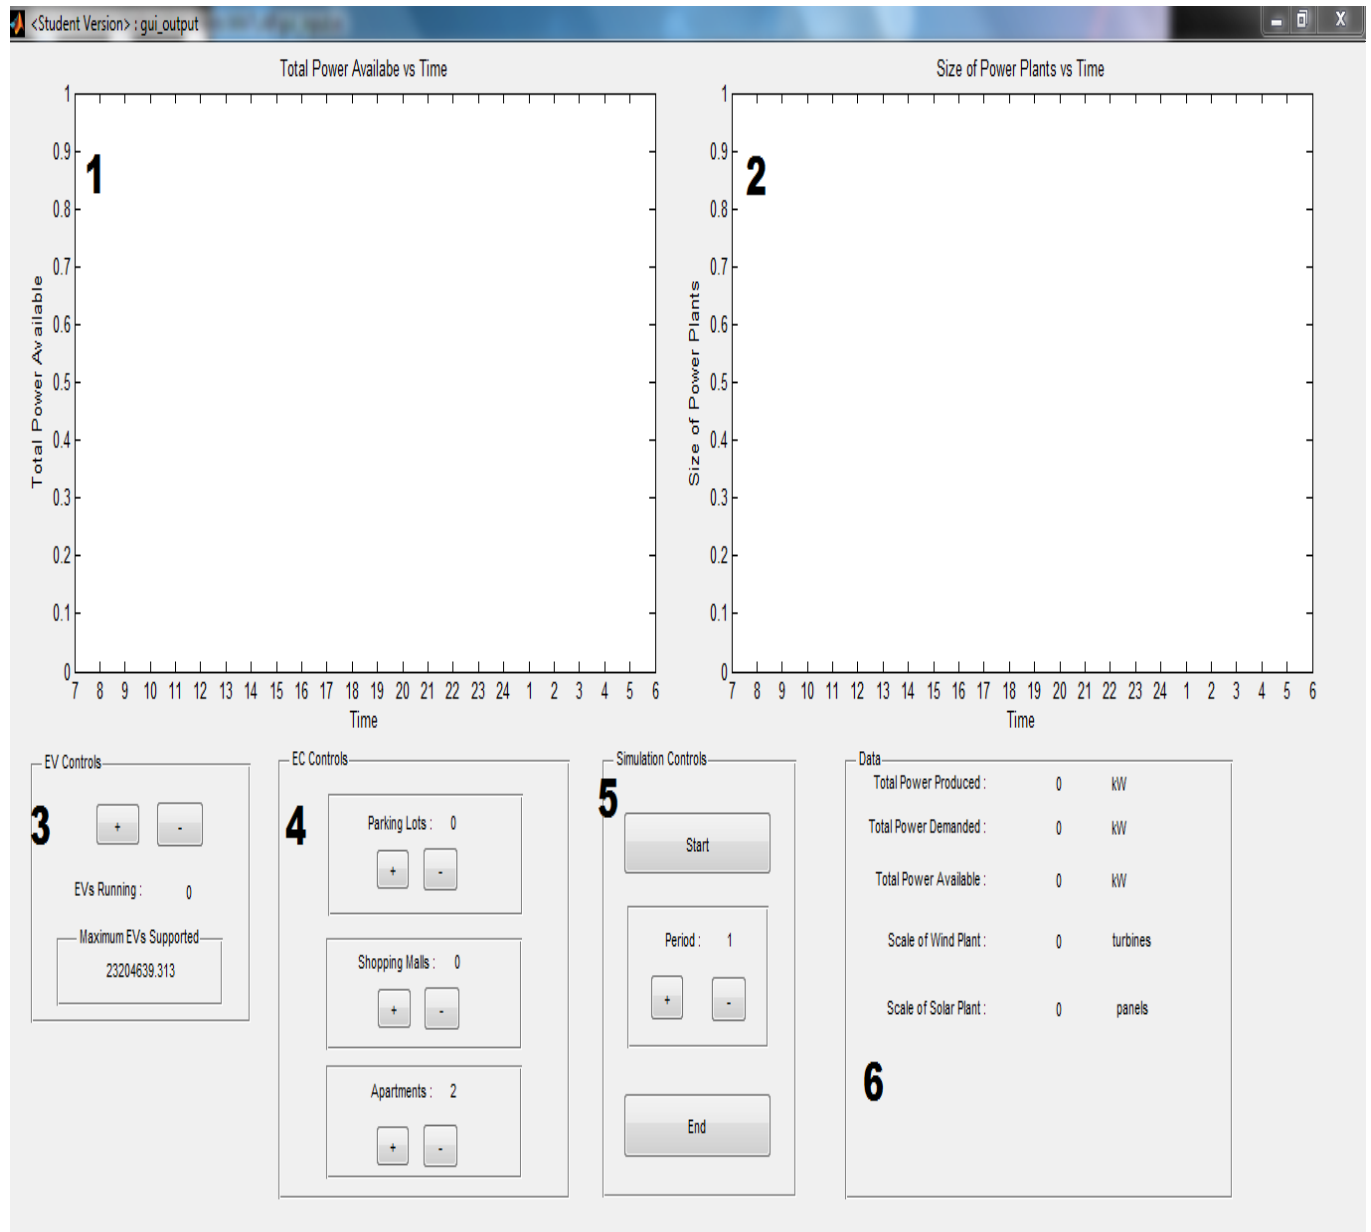 <Student Version> : gui_output
Total Power Availabe vs Time
Size of Power Plants vs Time
1
0.9
0.8
0.7
0.6
0.5
0.4
0.3
0.2
0.1
0
1
Total Power Available
7 8 9 10 11 12 13 14 15 16 17 18 19 20 21 22 23 24 1 2 3 4 5 6
Time
1
0.9
0.8
0.7
0.6
0.5
0.4
0.3
0.2
0.1
0
2
Size of Power Plants
7 8 9 10 11 12 13 14 15 16 17 18 19 20 21 22 23 24 1 2 3 4 5 6
Time
EV Controls
3
+ -
EVs Running : 0
Maximum EVs Supported
23204639.313
EC Controls
4
Parking Lots : 0
+ -
Shopping Malls : 0
+ -
Apartments : 2
+ -
Simulation Controls
5
Start
Period : 1
+ -
End
Data
Total Power Produced : 0 kW
Total Power Demanded : 0 kW
Total Power Available : 0 kW
Scale of Wind Plant : 0 turbines
Scale of Solar Plant : 0 panels
6